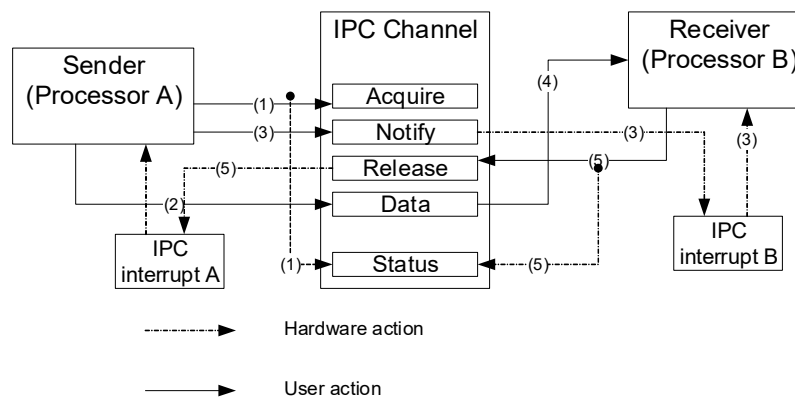 IPC Channel
Sender
(Processor A)
Receiver
(Processor B)
(1)
Acquire
(4)
(3)
Notify
(3)
(3)
(5)
Release
(5)
(2)
Data
IPC
interrupt A
IPC
interrupt B
(1)
Status
(5)
Hardware action
User action